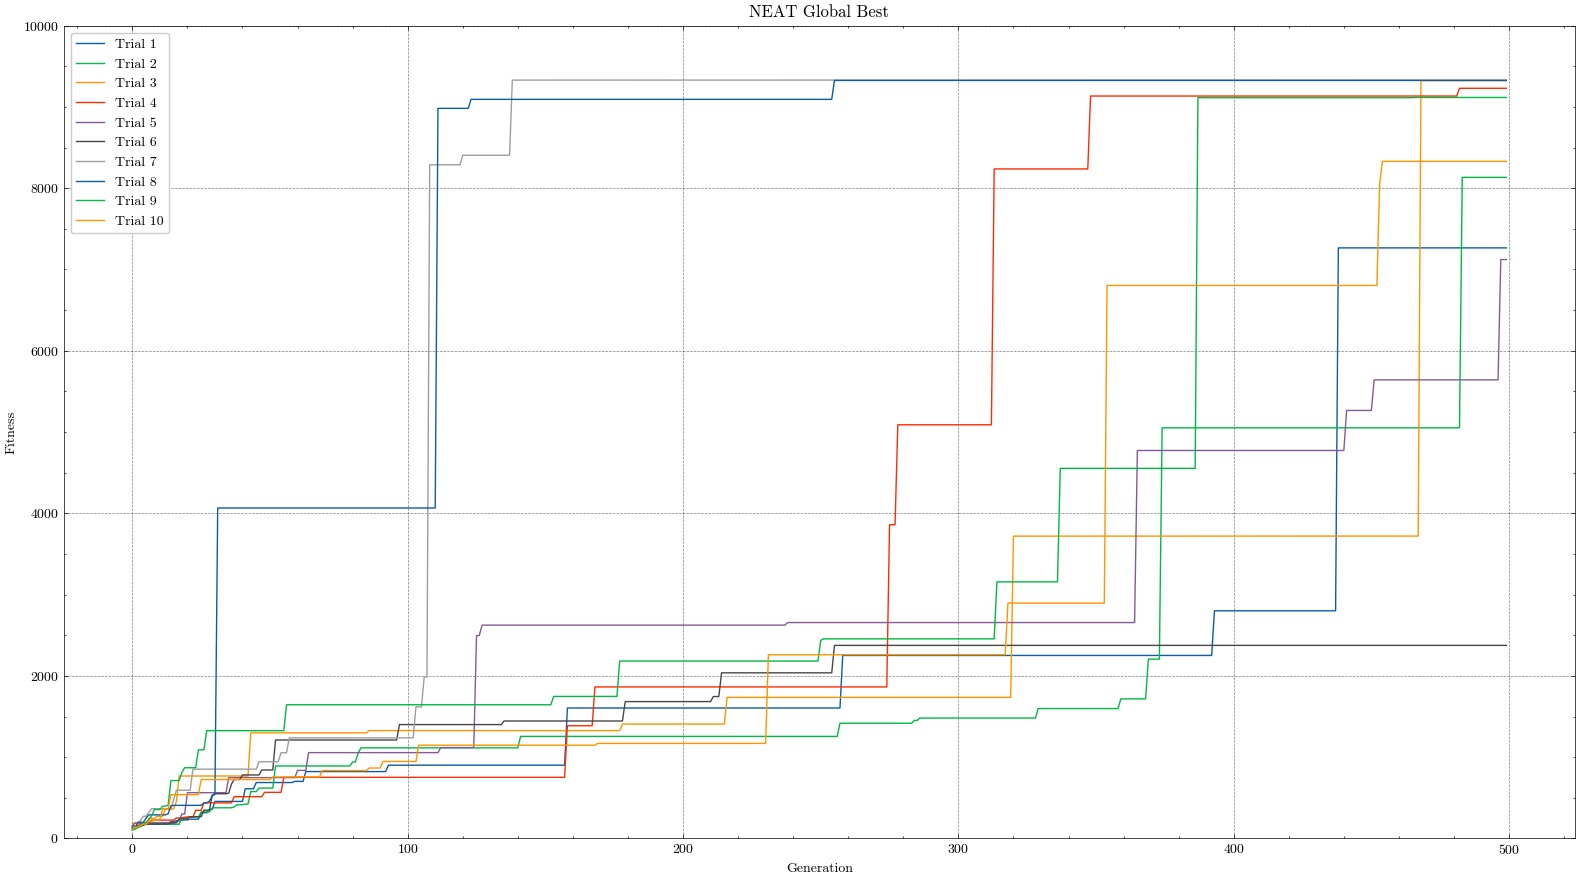 NEAT Global Best
10000
8000
6000
4000
2000
0
Fitness
Trial 1
Trial 2
Trial 3
Trial 4
Trial 5
Trial 6
Trial 7
Trial 8
Trial 9
Trial 10
0 100 200 300 400 500
Generation